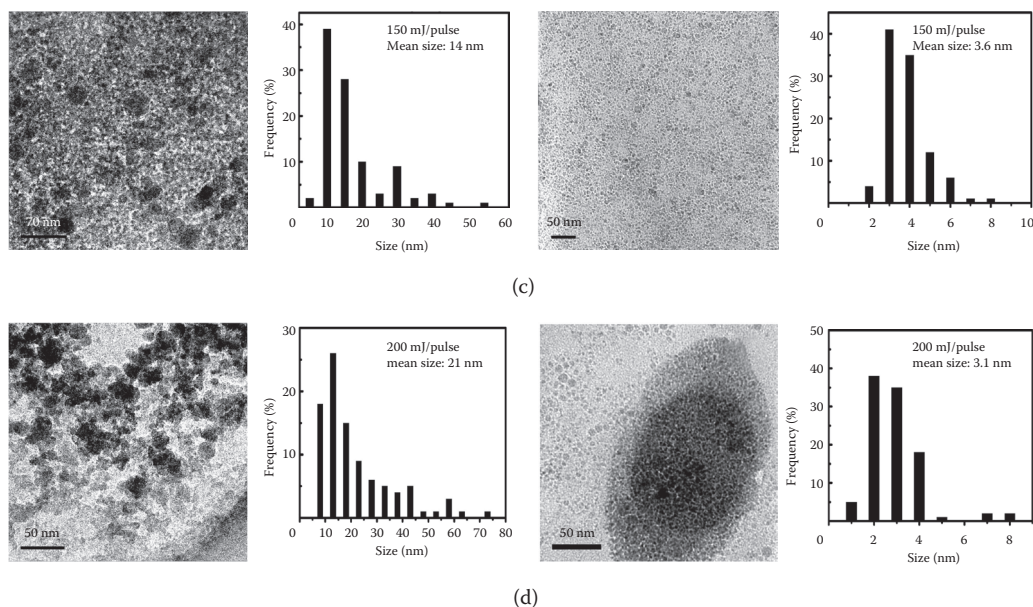 70 nm
Frequency (%)
40
30
20
10
0
0 10 20 30 40 50 60
Size (nm)
150 mJ/pulse
Mean size: 14 nm
50 nm
Frequency (%)
40
30
20
10
0
2 4 6 8 10
Size (nm)
150 mJ/pulse
Mean size: 3.6 nm
(c)
50 nm
Frequency (%)
30
20
10
0
10 20 30 40 50 60 70 80
Size (nm)
200 mJ/pulse
mean size: 21 nm
50 nm
Frequency (%)
50
40
30
20
10
0
0 2 4 6 8
Size (nm)
200 mJ/pulse
mean size: 3.1 nm
(d)